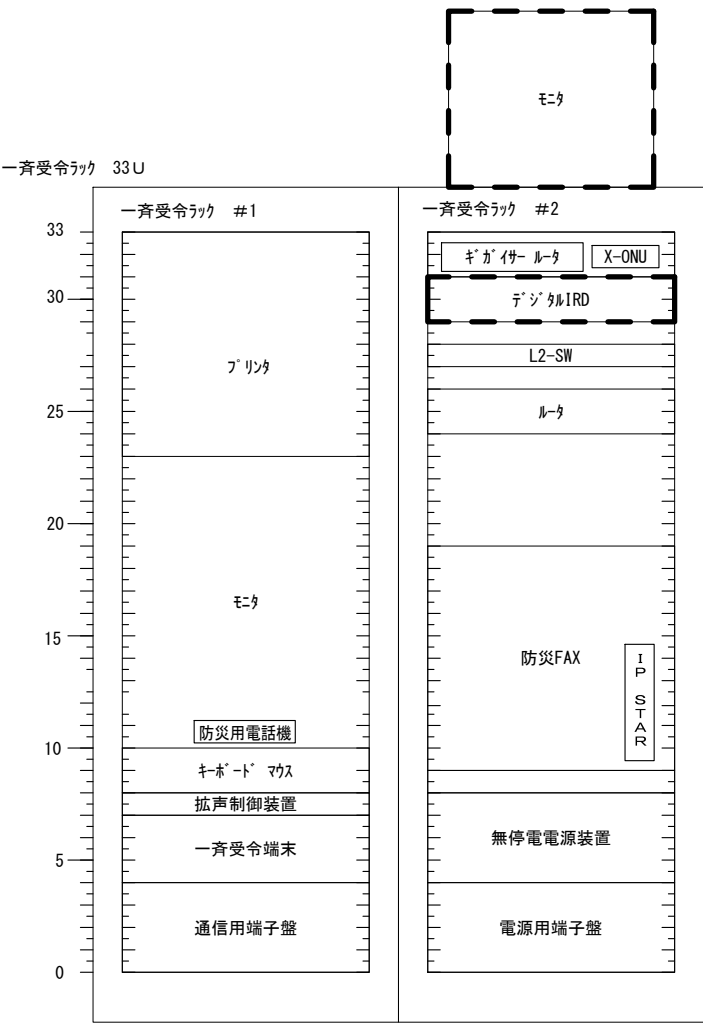 ﾓﾆﾀ
一斉受令ﾗｯｸ 33U
一斉受令ﾗｯｸ #1
一斉受令ﾗｯｸ #2
33
30
25
20
15
10
5
0
ﾌﾟﾘﾝﾀ
ﾓﾆﾀ
防災用電話機
ｷｰﾎﾞｰﾄﾞ ﾏｳｽ
拡声制御装置
一斉受令端末
通信用端子盤
ｷﾞｶﾞｲｻｰ ﾙｰﾀ
X-ONU
ﾃﾞｼﾞﾀﾙIRD
L2-SW
ﾙｰﾀ
防災FAX
IP STAR
無停電電源装置
電源用端子盤